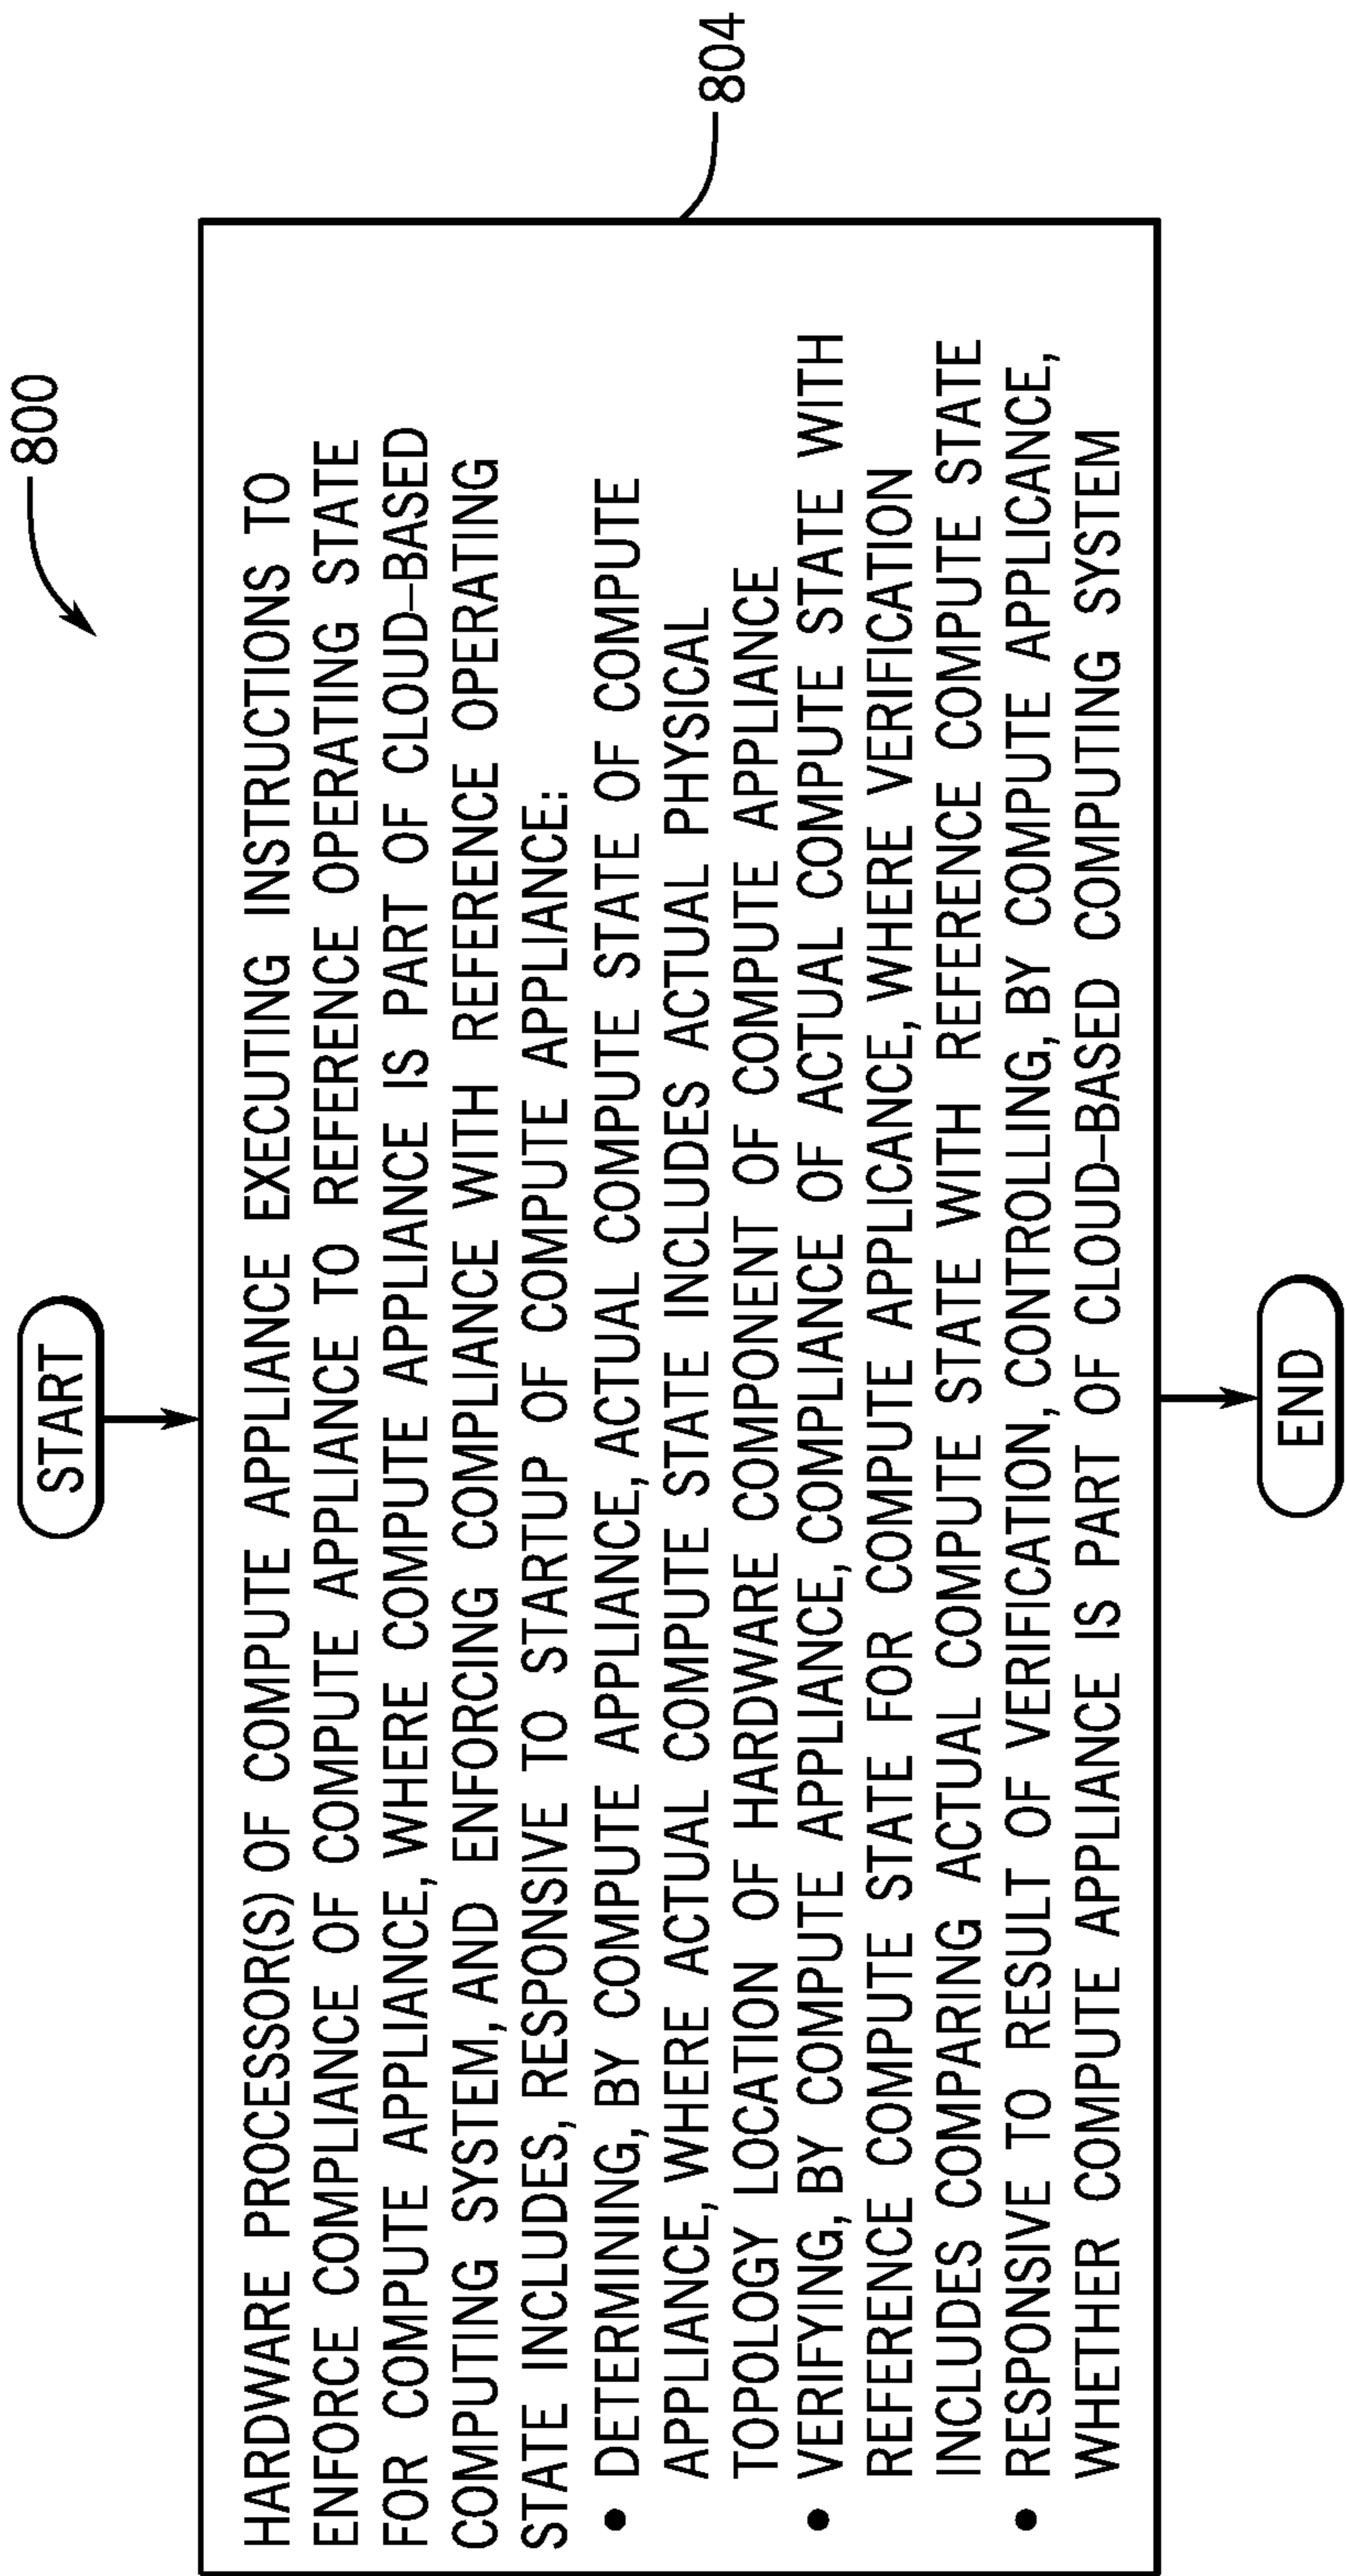 800
START
HARDWARE PROCESSOR(S) OF COMPUTE APPLIANCE EXECUTING INSTRUCTIONS TO
ENFORCE COMPLIANCE OF COMPUTE APPLIANCE TO REFERENCE OPERATING STATE
FOR COMPUTE APPLIANCE, WHERE COMPUTE APPLIANCE IS PART OF CLOUD-BASED
COMPUTING SYSTEM, AND ENFORCING COMPLIANCE WITH REFERENCE OPERATING
STATE INCLUDES, RESPONSIVE TO STARTUP OF COMPUTE APPLIANCE:
• DETERMINING, BY COMPUTE APPLIANCE, ACTUAL COMPUTE STATE OF COMPUTE
APPLIANCE, WHERE ACTUAL COMPUTE STATE INCLUDES ACTUAL PHYSICAL
TOPOLOGY LOCATION OF HARDWARE COMPONENT OF COMPUTE APPLIANCE
• VERIFYING, BY COMPUTE APPLIANCE, COMPLIANCE OF ACTUAL COMPUTE STATE WITH
REFERENCE COMPUTE STATE FOR COMPUTE APPLICANCE, WHERE VERIFICATION
INCLUDES COMPARING ACTUAL COMPUTE STATE WITH REFERENCE COMPUTE STATE
• RESPONSIVE TO RESULT OF VERIFICATION, CONTROLLING, BY COMPUTE APPLICANCE,
WHETHER COMPUTE APPLIANCE IS PART OF CLOUD-BASED COMPUTING SYSTEM
804
END